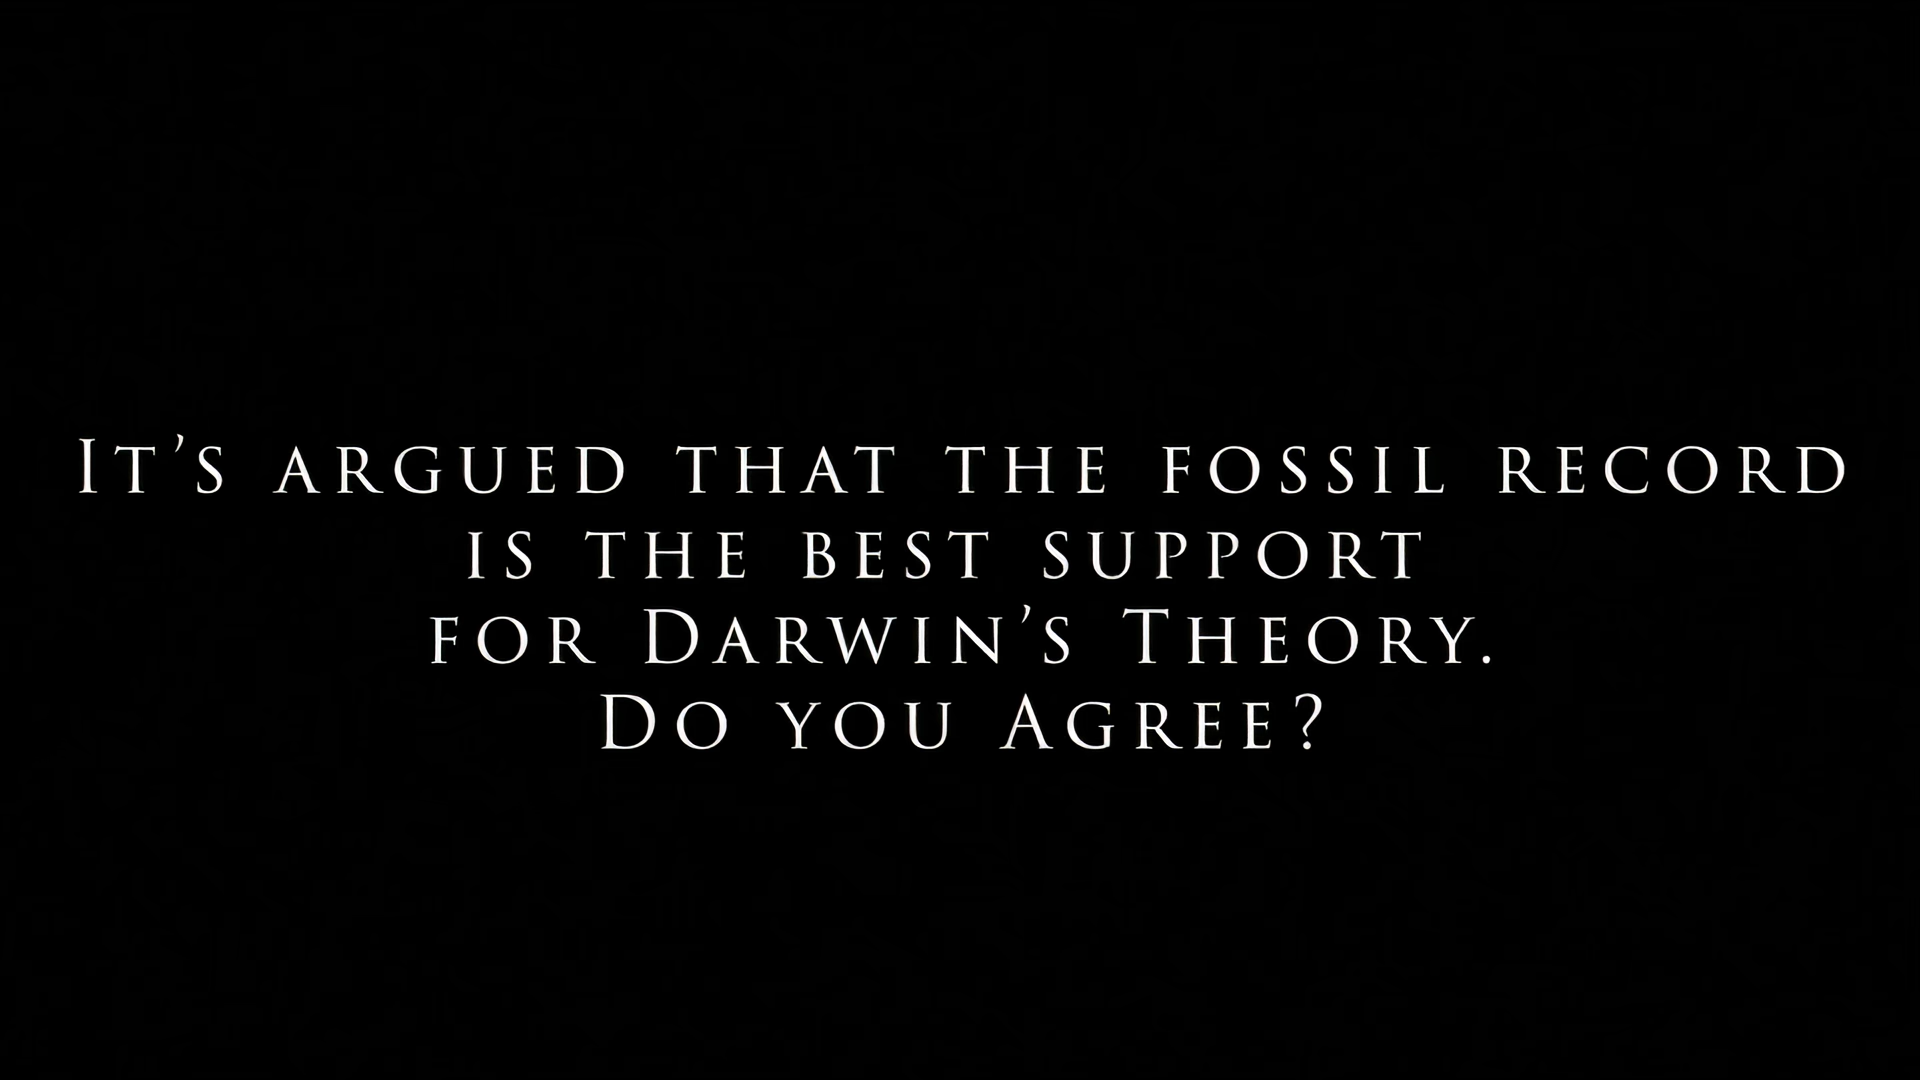 It's argued that the fossil record
is the best support
for Darwin's Theory.
Do you Agree?